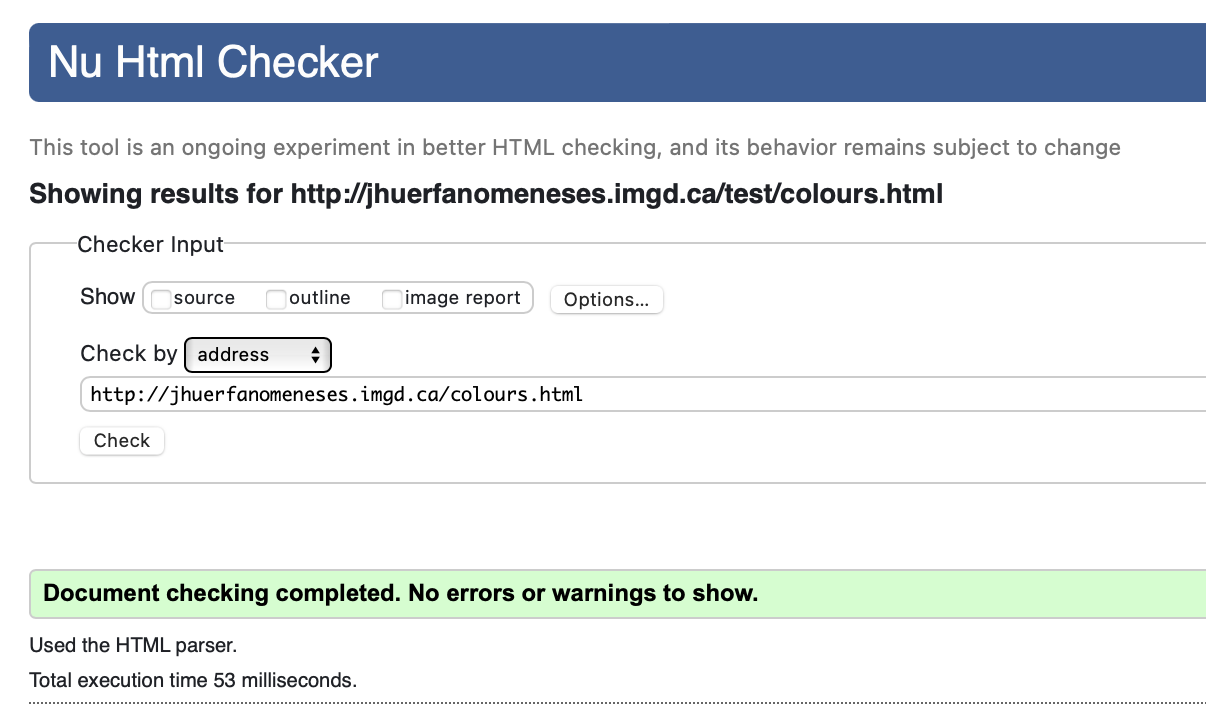 Nu Html Checker
This tool is an ongoing experiment in better HTML checking, and its behavior remains subject to change
Showing results for http://jhuerfanomeneses.imgd.ca/test/colours.html
Checker Input
Show source outline image report Options...
Check by address
http://jhuerfanomeneses.imgd.ca/colours.html
Check
Document checking completed. No errors or warnings to show.
Used the HTML parser.
Total execution time 53 milliseconds.